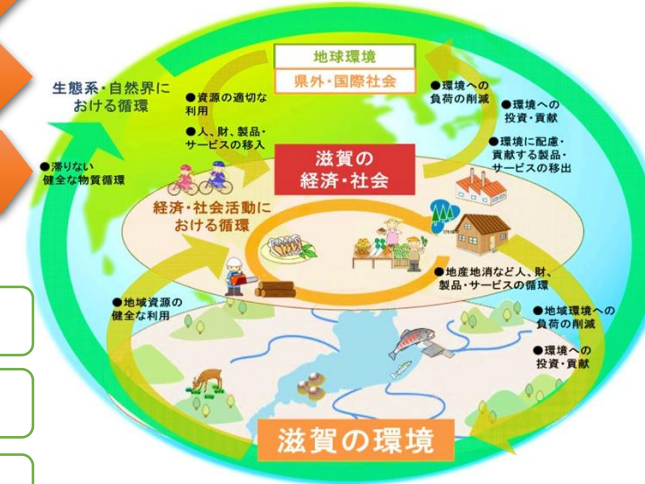 地球環境
県外・国際社会
生態系・自然界に
おける循環
●資源の適切な
利用
●人、財、製品・
サービスの移入
●環境への
負荷の削減
●環境への
投資・貢献
●環境に配慮・
貢献する製品・
サービスの移出
●滞りない
健全な物質循環
滋賀の
経済・社会
経済・社会活動に
おける循環
●地産地消など人、財、
製品・サービスの循環
●地域資源の
健全な利用
●地域環境への
負荷の削減
●環境への
投資・貢献
滋賀の環境